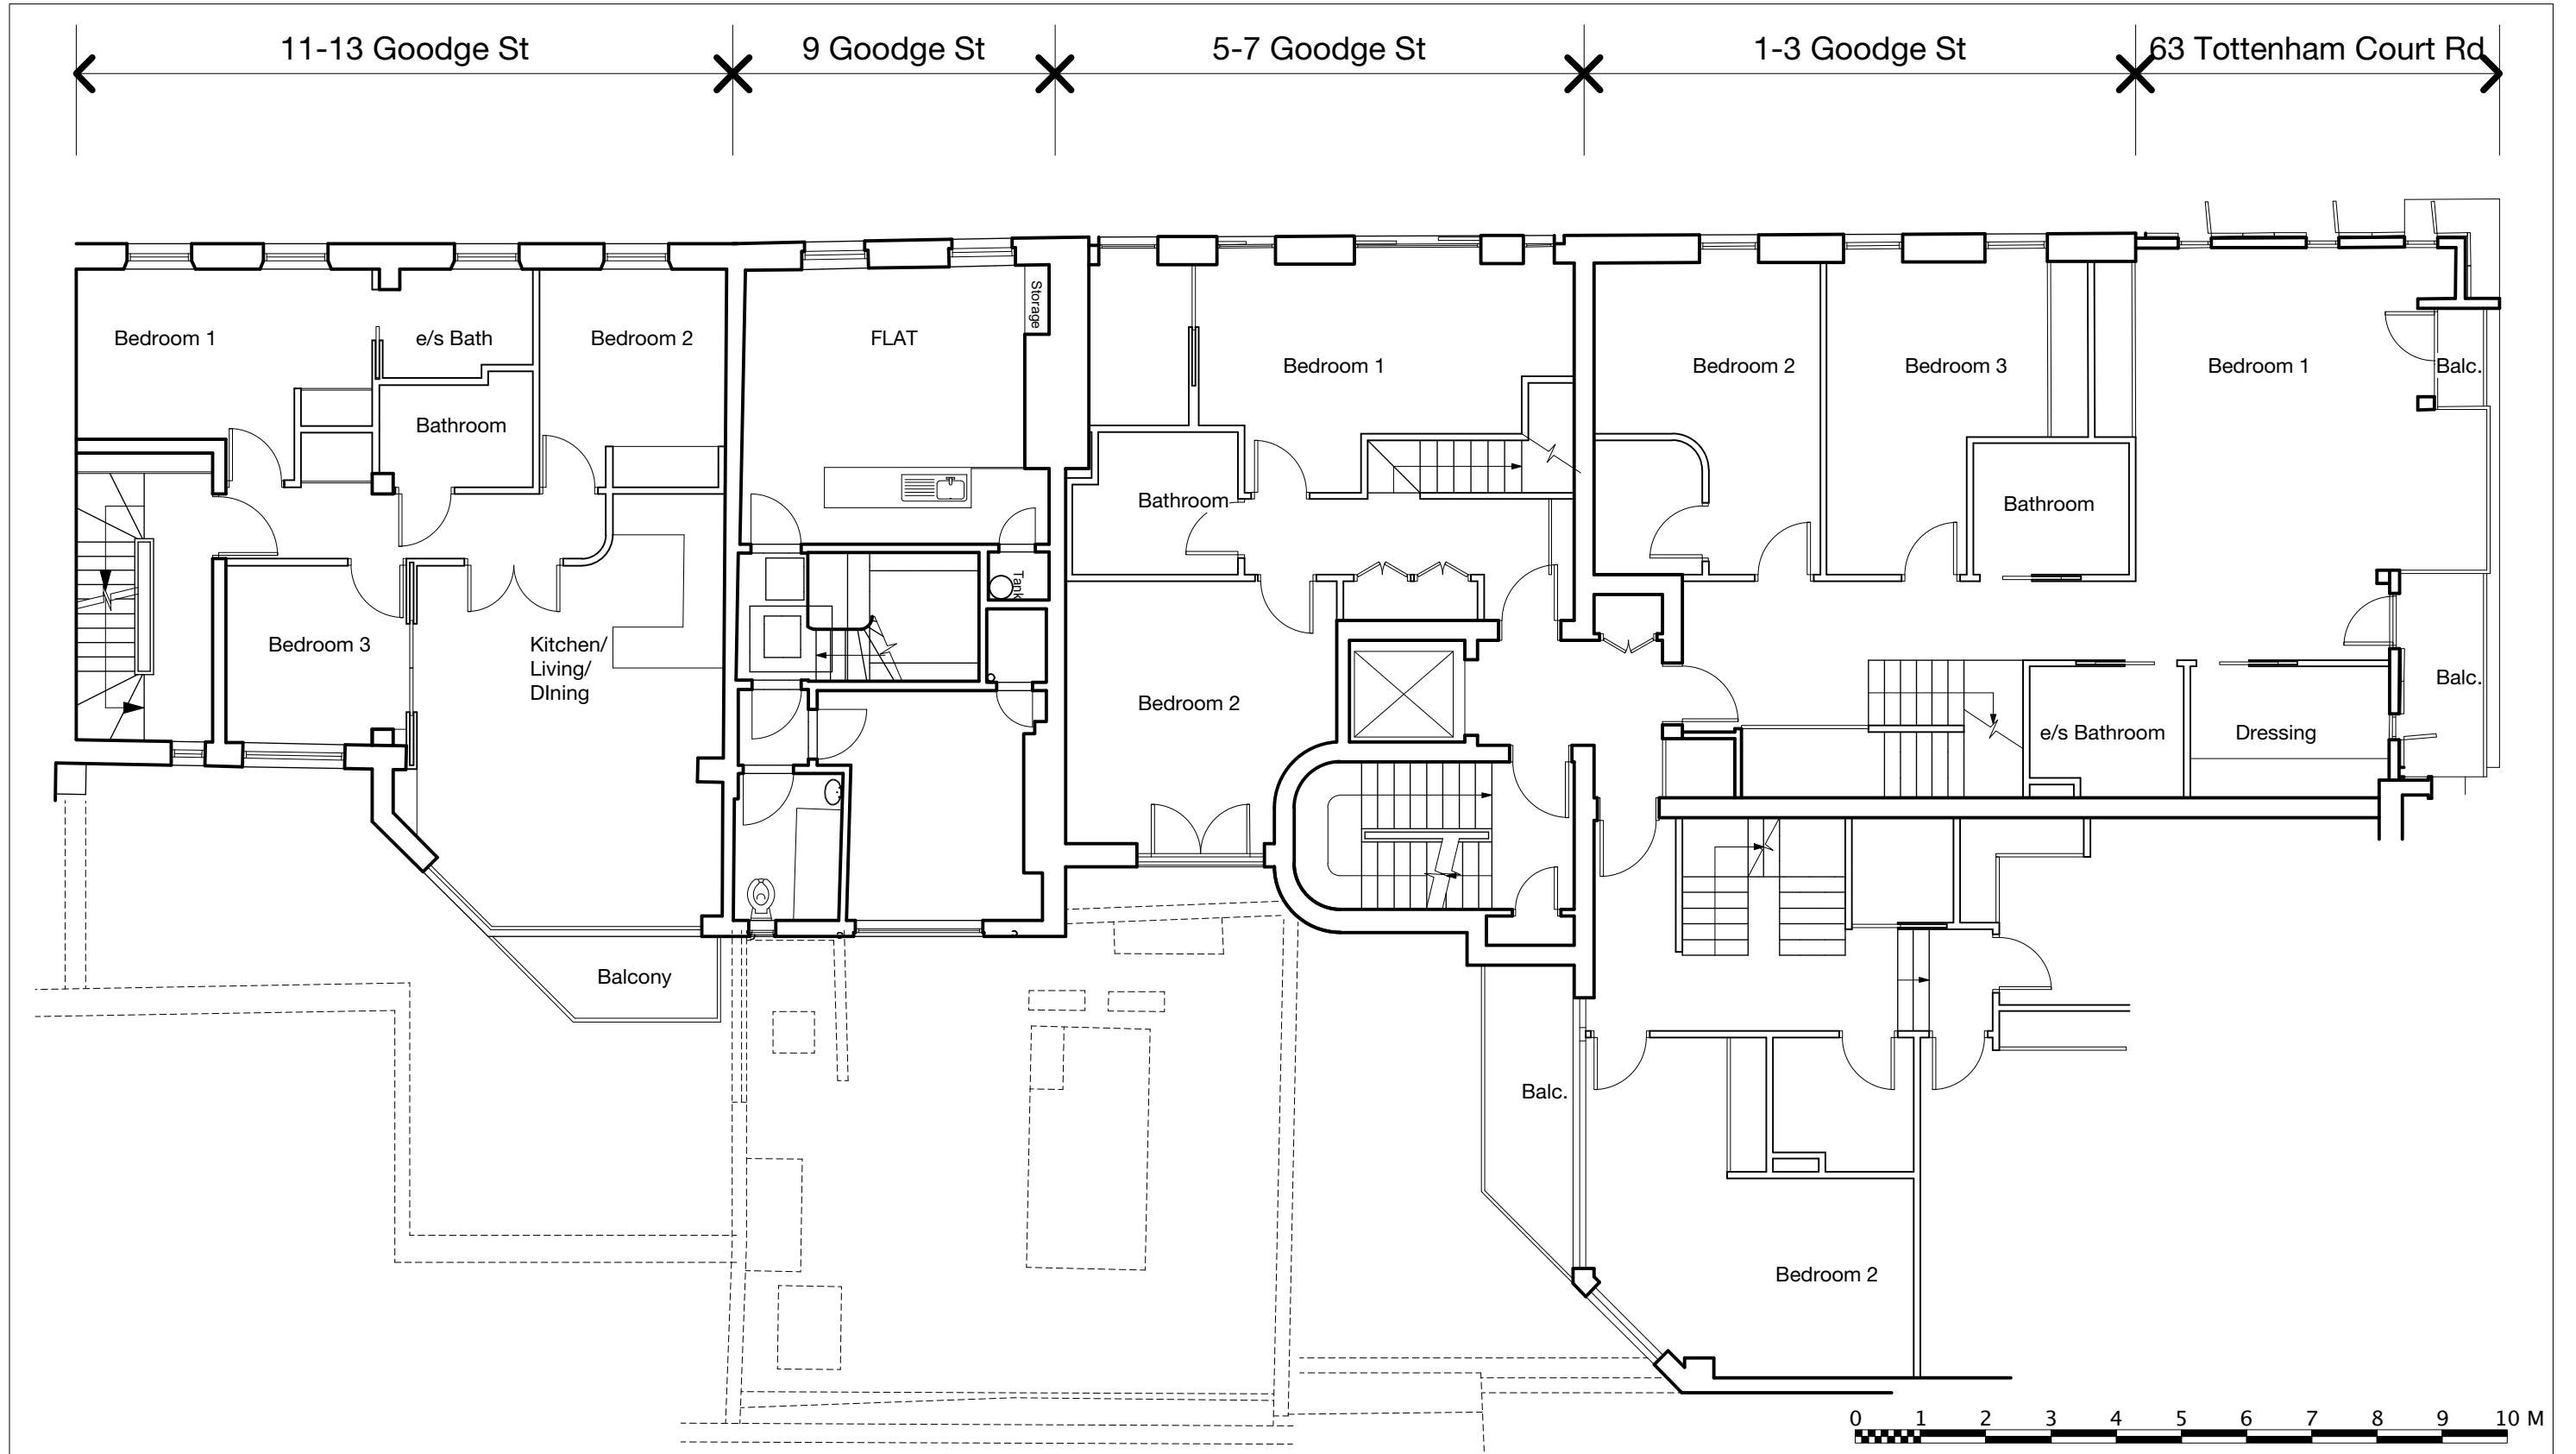 11-13 Goodge St
9 Goodge St
5-7 Goodge St
1-3 Goodge St
63 Tottenham Court Rd
Bedroom 1
e/s Bath
Bedroom 2
Bathroom
Bedroom 3
Kitchen/
Living/
DIning
Balcony
FLAT
Storage
Tank
Bedroom 1
Bathroom
Bedroom 2
Bedroom 2
Bedroom 3
Bathroom
Bedroom 1
Balc.
Balc.
e/s Bathroom
Dressing
Balc.
Bedroom 2
0 1 2 3 4 5 6 7 8 9 10 M